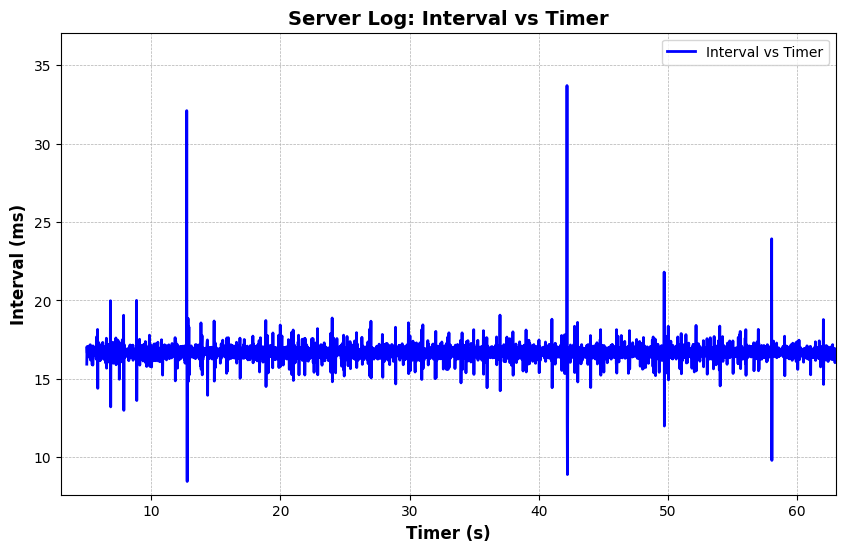 Server Log: Interval vs Timer
Interval vs Timer
35
30
25
20
15
10
Interval (ms)
10 20 30 40 50 60
Timer (s)